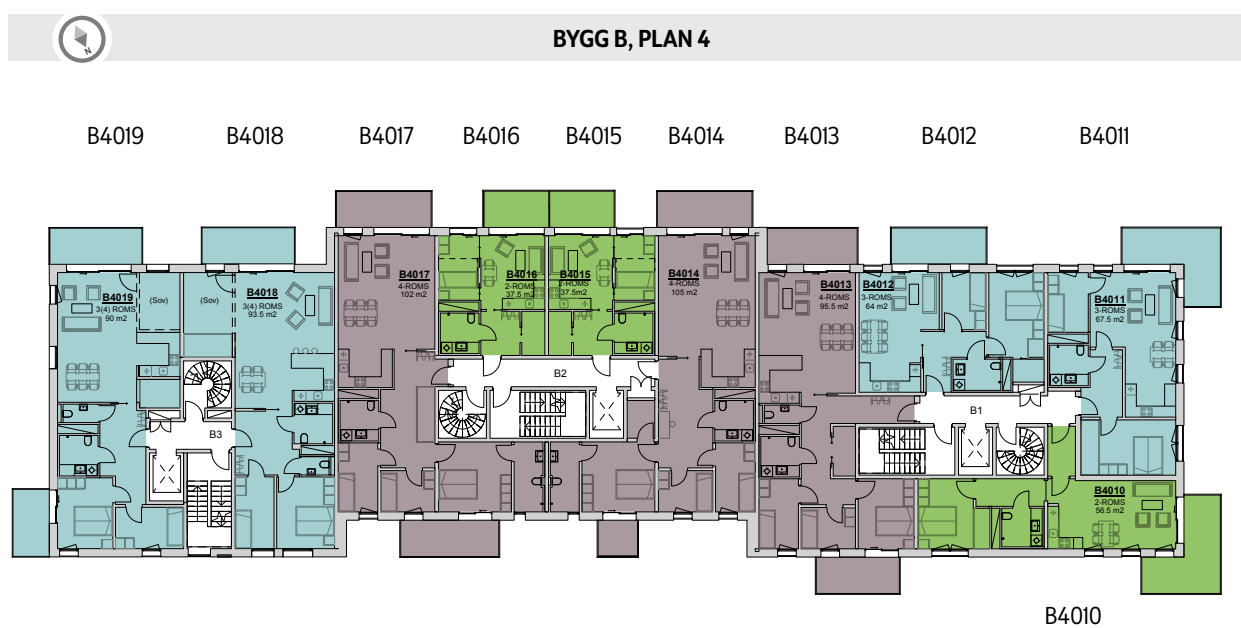 BYGG B, PLAN 4
N
B4019
B4018
B4017
B4016
B4015
B4014
B4013
B4012
B4011
B4019
3(4) ROMS
90 m2
(Sov)
(Sov)
B4018
3(4) ROMS
93.5 m2
B4017
4-ROMS
102 m2
B4016
2-ROMS
37.5 m2
B4015
2-ROMS
37.5m2
B4014
4-ROMS
105 m2
B4013
4-ROMS
95.5 m2
B4012
3-ROMS
64 m2
B4011
3-ROMS
67.5 m2
B2
B3
B1
B4010
2-ROMS
56.5 m2
B4010